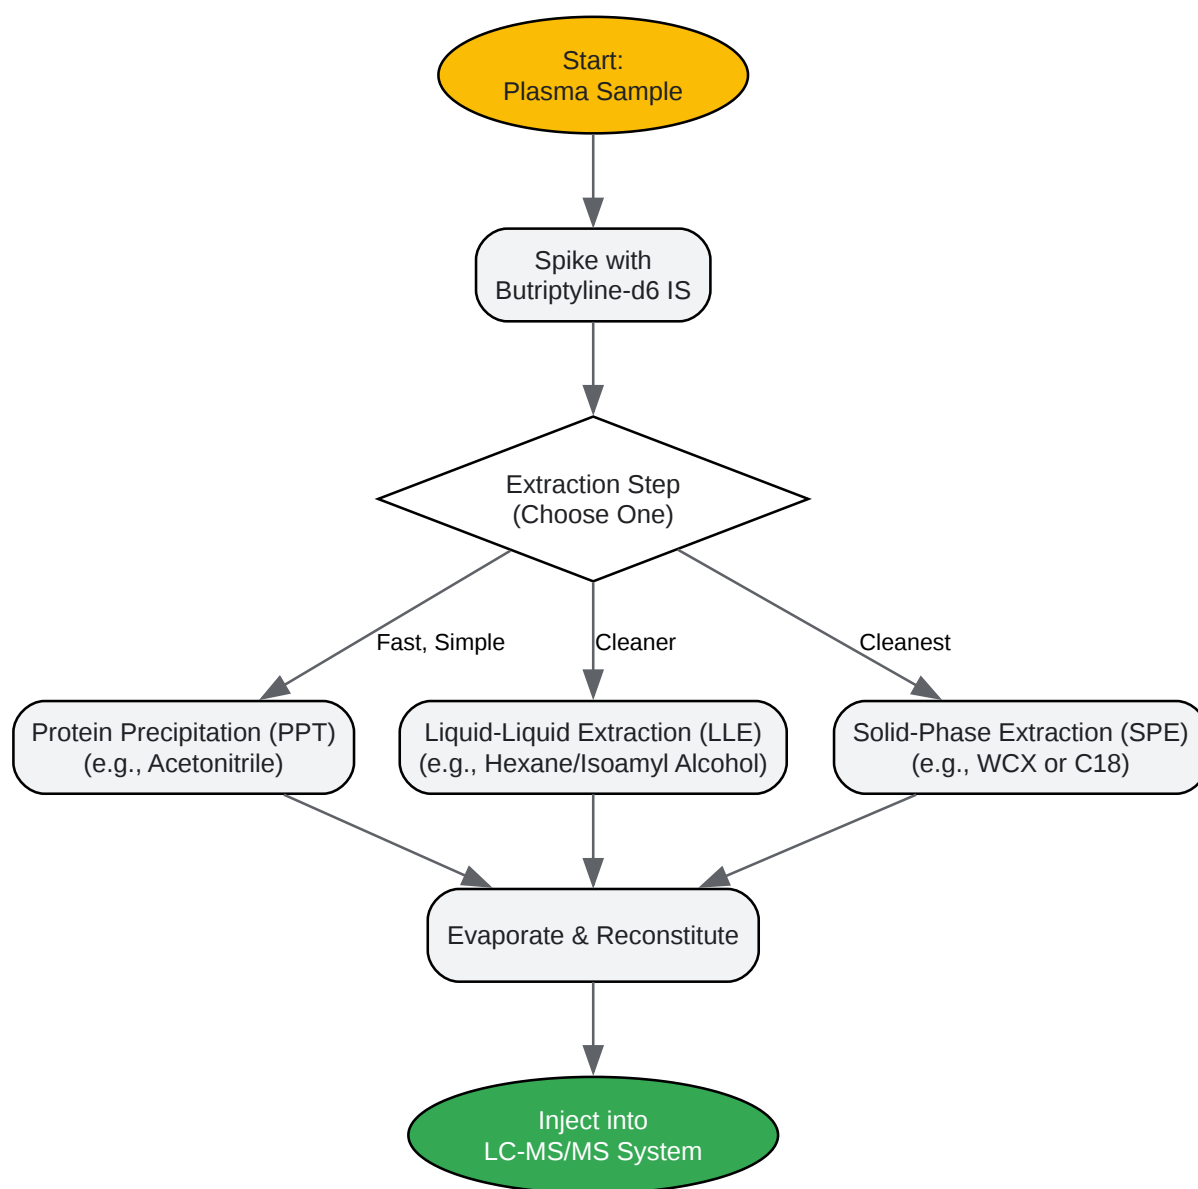 Start:
Plasma Sample
Spike with
Butriptyline-d6 IS
Extraction Step
(Choose One)
Fast, Simple
Cleaner
Cleanest
Protein Precipitation (PPT)
(e.g., Acetonitrile)
Liquid-Liquid Extraction (LLE)
(e.g., Hexane/Isoamyl Alcohol)
Solid-Phase Extraction (SPE)
(e.g., WCX or C18)
Evaporate & Reconstitute
Inject into
LC-MS/MS System